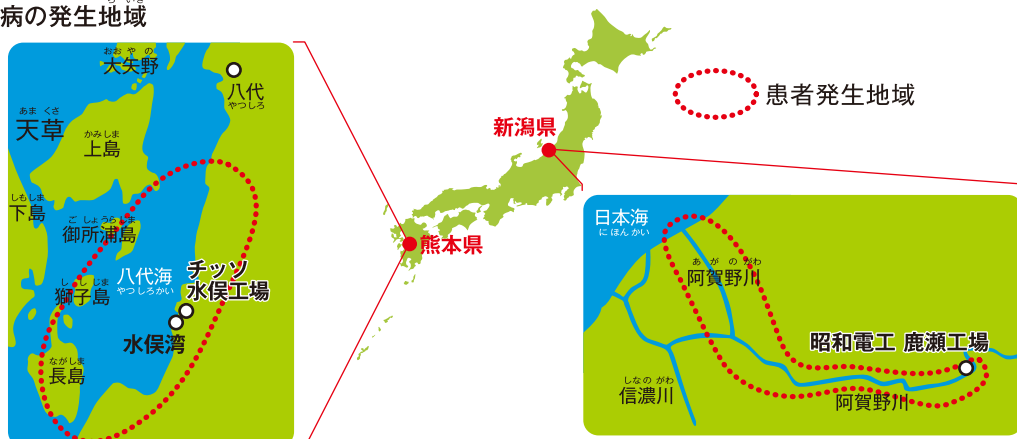 病の発生地域
おおやの
大矢野
八代
やつしろ
あまくさ
天草
かみしま
上島
しもしま
下島
ごしょうらじま
御所浦島
ししじま
獅子島
八代海
やつしろかい
チッソ
水俣工場
水俣湾
ながしま
長島
新潟県
熊本県
患者発生地域
日本海
にほんかい
あがのがわ
阿賀野川
昭和電工 鹿瀬工場
しなのがわ
信濃川
阿賀野川